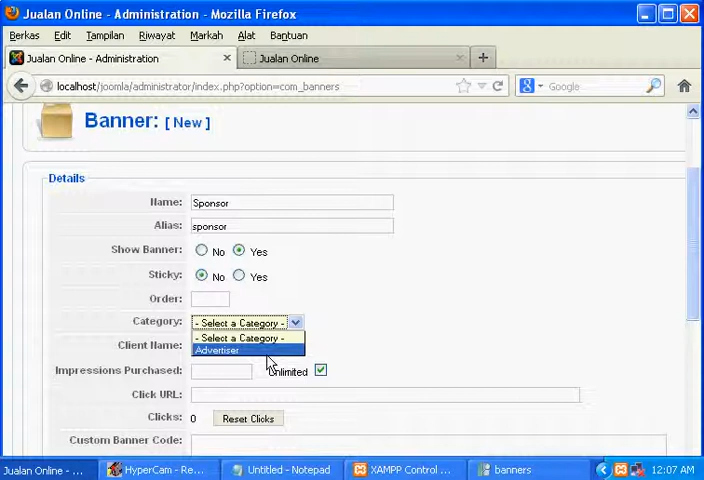 Jualan Online - Administration - Mozilla Firefox
Berkas Edit Tampilan Riwayat Markah Alat Bantuan
Jualan Online - Administration × Jualan Online × +
localhost/joomla/administrator/index.php?option=com_banners Google
Banner: [ New ]
Details
Name: Sponsor
Alias: sponsor
Show Banner: No Yes
Sticky: No Yes
Order:
Category: - Select a Category -
- Select a Category -
Advertiser
Client Name:
Impressions Purchased: Unlimited
Click URL:
Clicks: 0 Reset Clicks
Custom Banner Code:
Jualan Online - ... HyperCam - Re... Untitled - Notepad XAMPP Control ... banners 12:07 AM